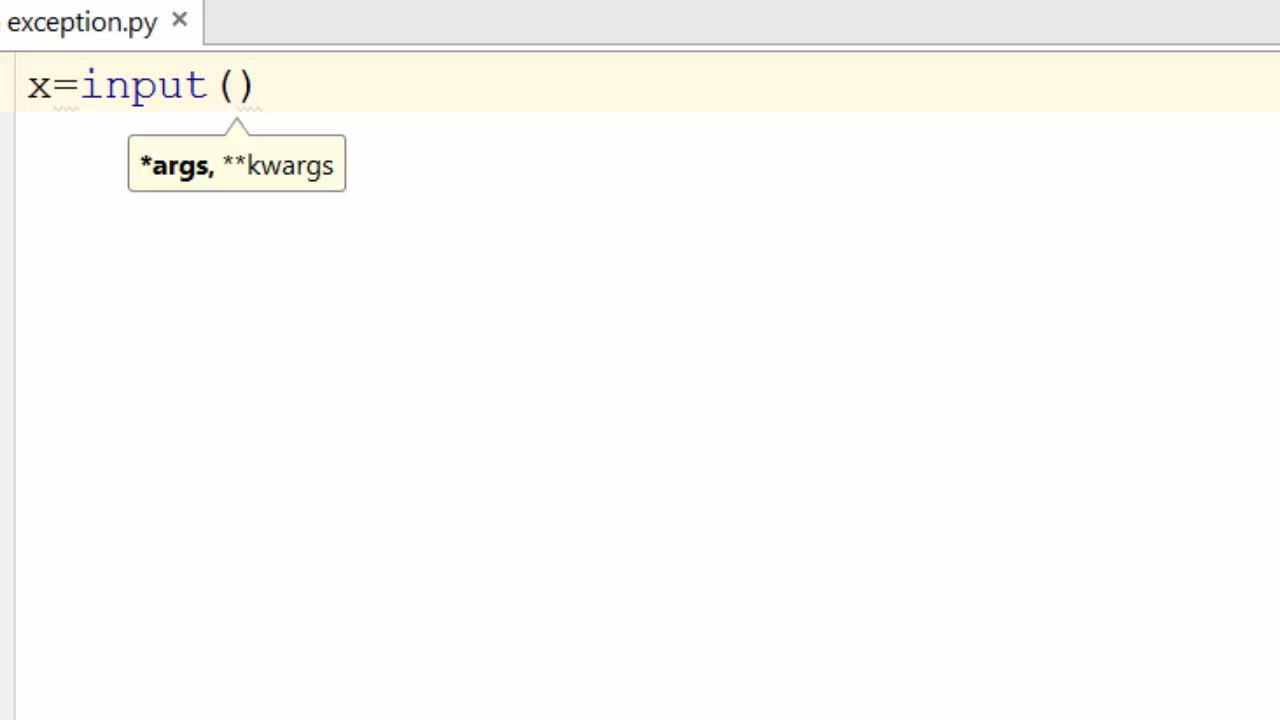 exception.py ×
x=input()
*args, **kwargs